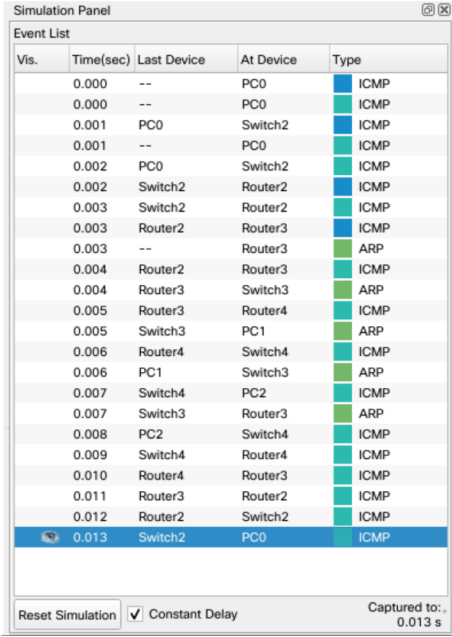 Simulation Panel
Event List
Vis. Time(sec) Last Device At Device Type
0.000 -- PC0 ICMP
0.000 -- PC0 ICMP
0.001 PC0 Switch2 ICMP
0.001 -- PC0 ICMP
0.002 PC0 Switch2 ICMP
0.002 Switch2 Router2 ICMP
0.003 Switch2 Router2 ICMP
0.003 Router2 Router3 ICMP
0.003 -- Router3 ARP
0.004 Router2 Router3 ICMP
0.004 Router3 Switch3 ARP
0.005 Router3 Router4 ICMP
0.005 Switch3 PC1 ARP
0.006 Router4 Switch4 ICMP
0.006 PC1 Switch3 ARP
0.007 Switch4 PC2 ICMP
0.007 Switch3 Router3 ARP
0.008 PC2 Switch4 ICMP
0.009 Switch4 Router4 ICMP
0.010 Router4 Router3 ICMP
0.011 Router3 Router2 ICMP
0.012 Router2 Switch2 ICMP
0.013 Switch2 PC0 ICMP
Reset Simulation Constant Delay Captured to:
0.013 s